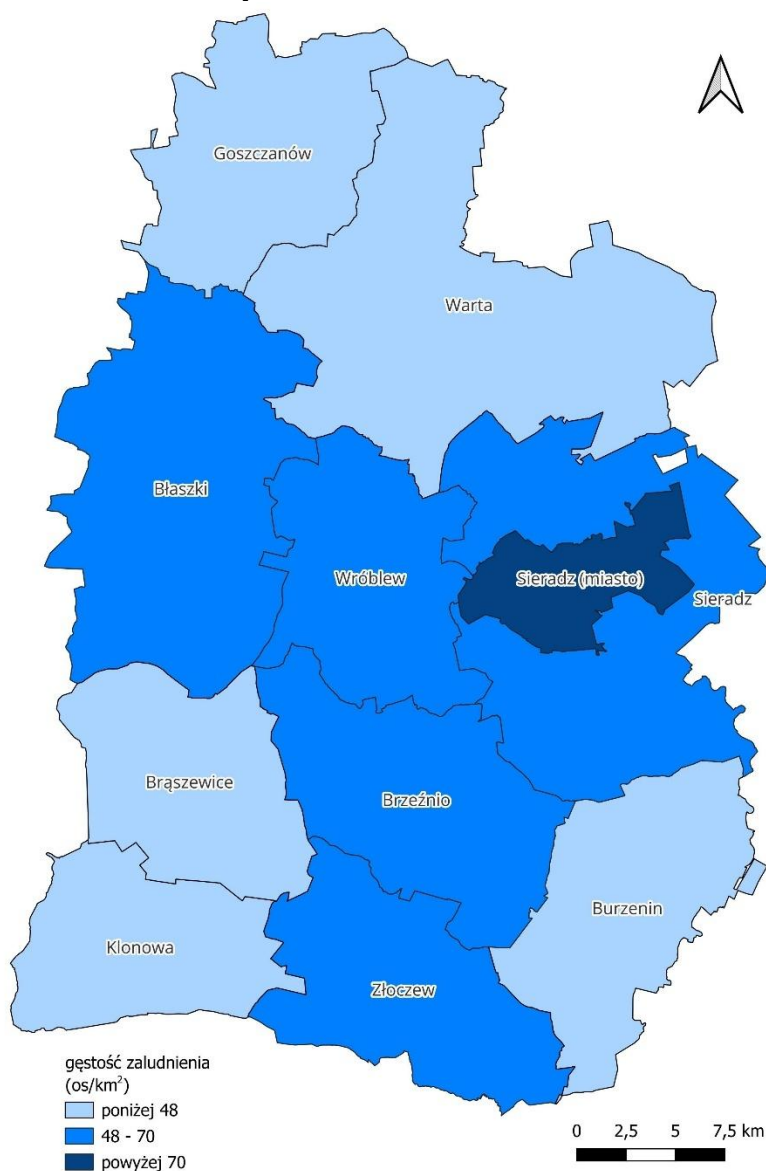 Goszczanów
Warta
Błaszki
Wróblew
Sieradz (miasto)
Sieradz
Brąszewice
Brzeźnio
Burzenin
Klonowa
Złoczew
gęstość zaludnienia
(os/km²)
poniżej 48
48 - 70
powyżej 70
0 2,5 5 7,5 km